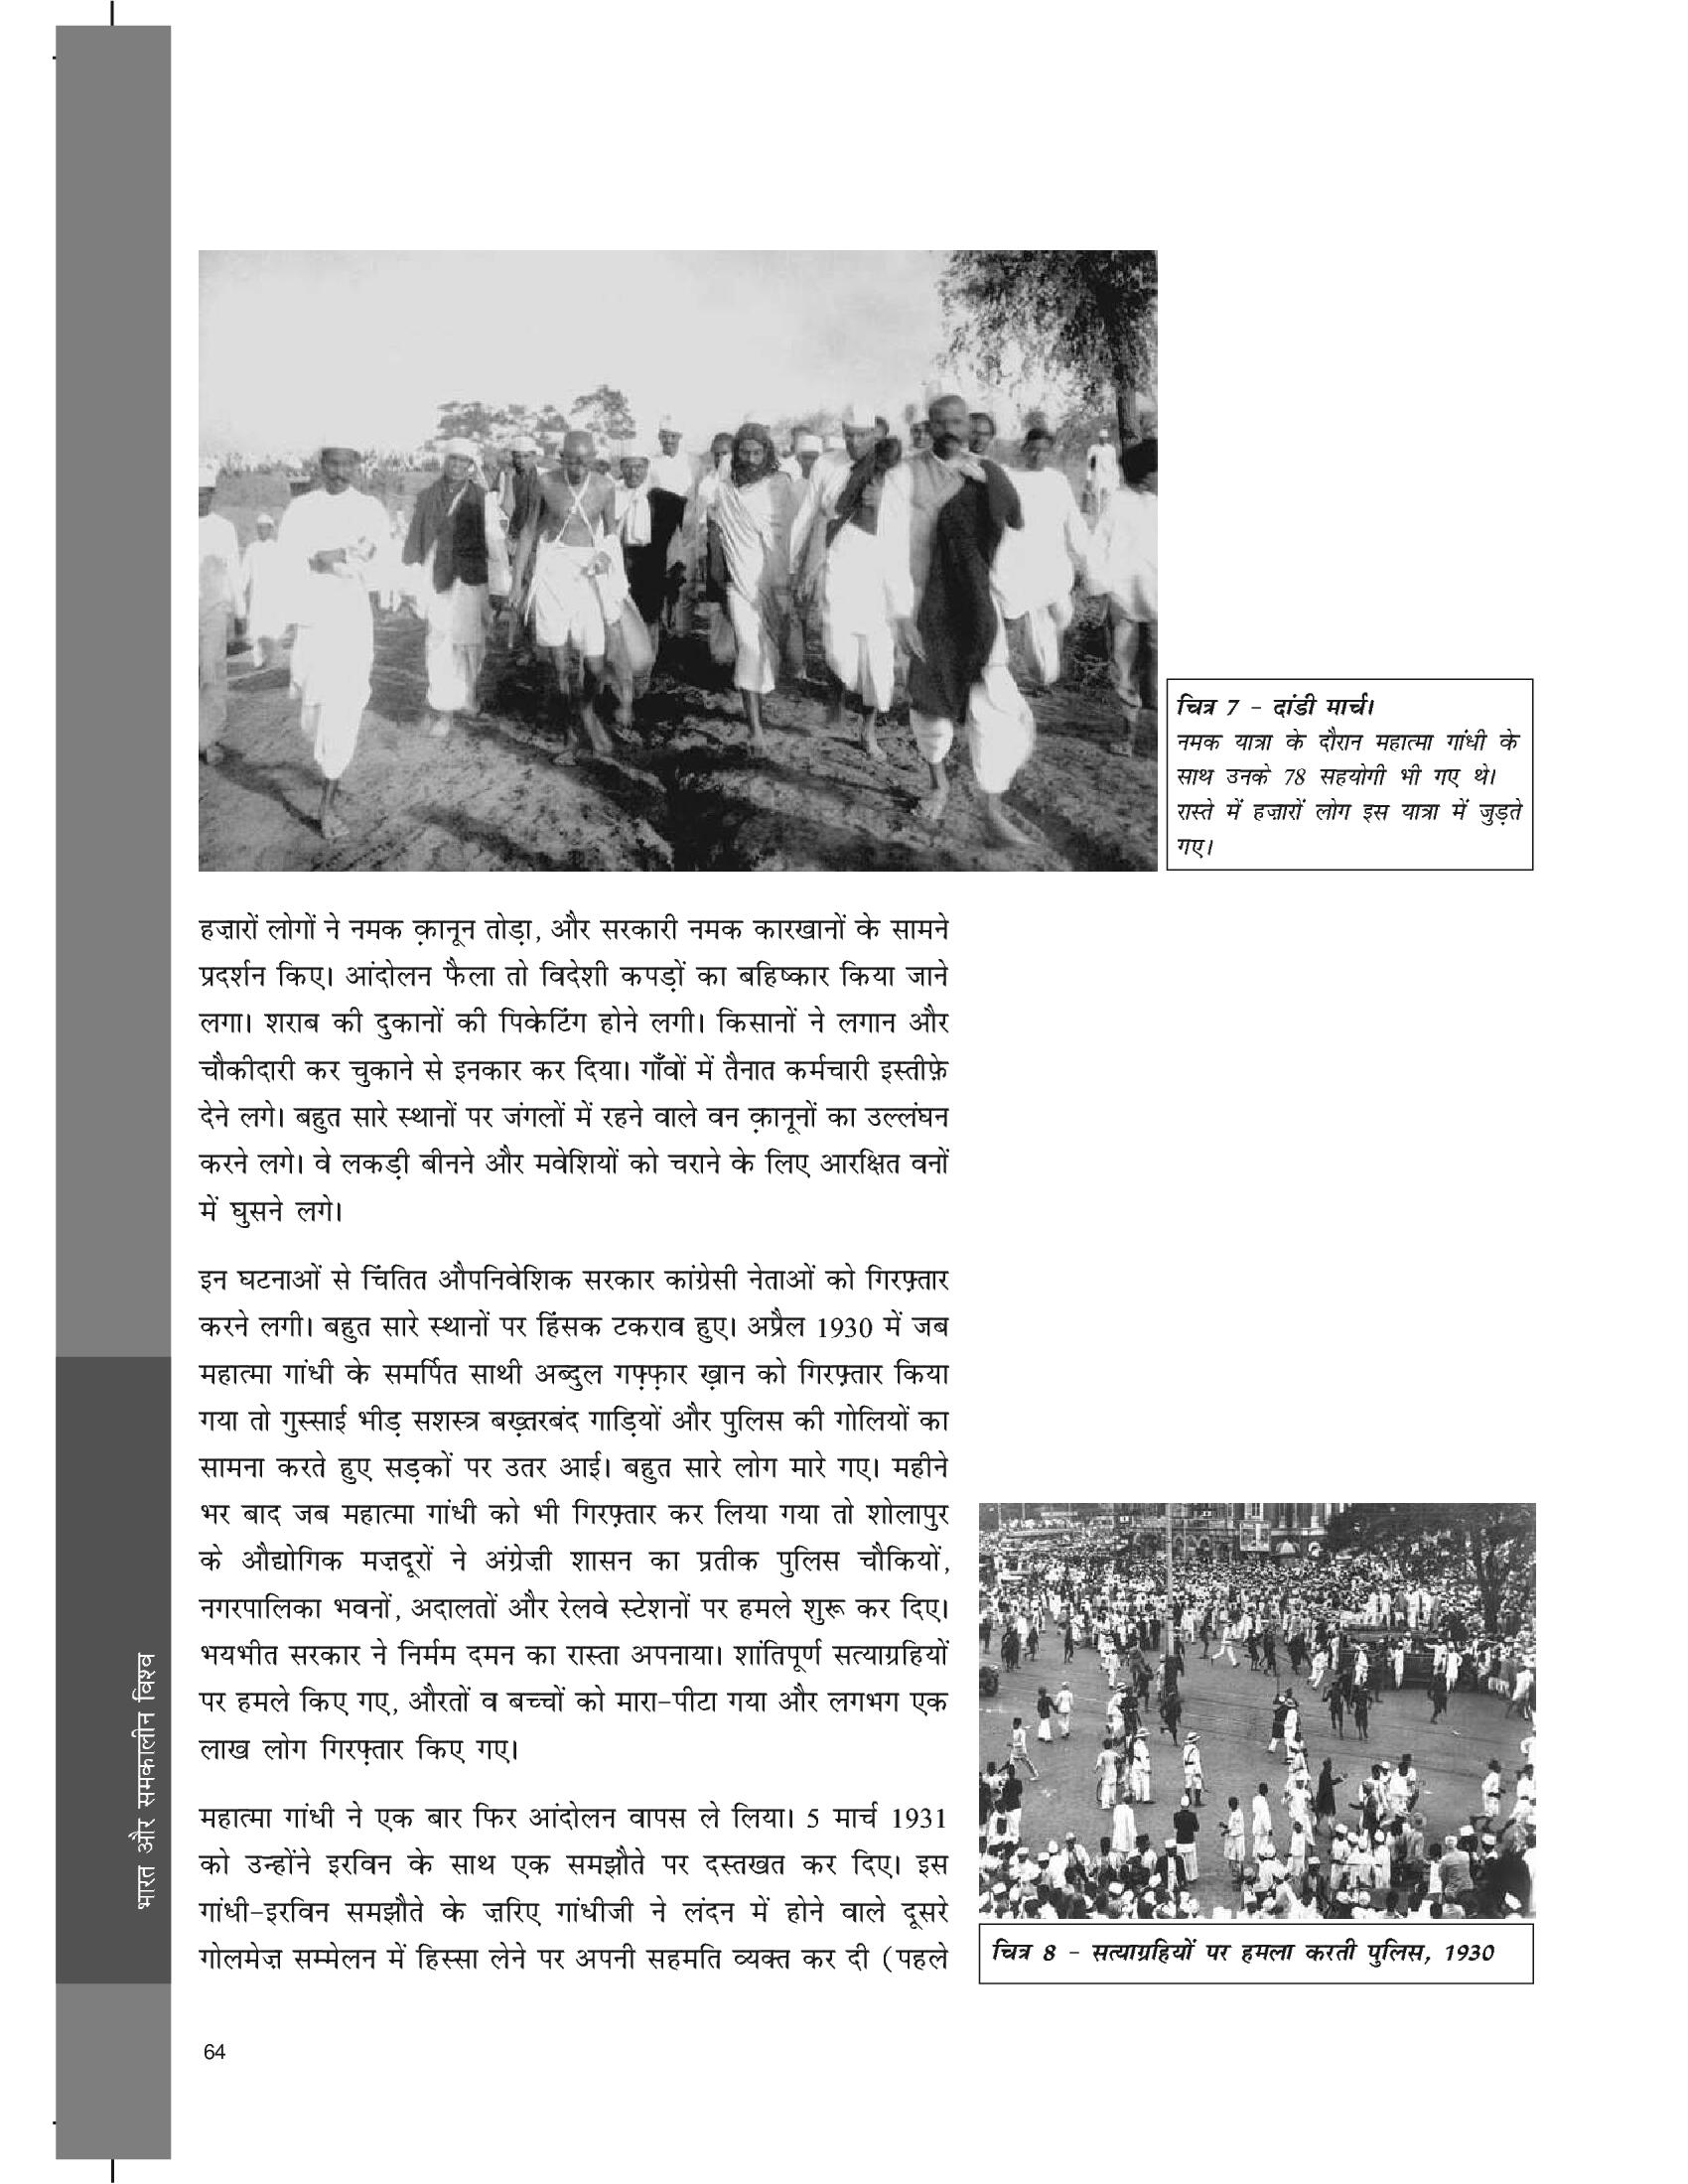 चित्र 7 – दांडी मार्च।
नमक यात्रा के दौरान महात्मा गांधी के
साथ उनके 78 सहयोगी भी गए थे।
रास्ते में हज़ारों लोग इस यात्रा में जुड़ते
गए।
हज़ारों लोगों ने नमक क़ानून तोड़ा, और सरकारी नमक कारखानों के सामने
प्रदर्शन किए। आंदोलन फैला तो विदेशी कपड़ों का बहिष्कार किया जाने
लगा। शराब की दुकानों की पिकेटिंग होने लगी। किसानों ने लगान और
चौकीदारी कर चुकाने से इनकार कर दिया। गाँवों में तैनात कर्मचारी इस्तीफ़े
देने लगे। बहुत सारे स्थानों पर जंगलों में रहने वाले वन क़ानूनों का उल्लंघन
करने लगे। वे लकड़ी बीनने और मवेशियों को चराने के लिए आरक्षित वनों
में घुसने लगे।
इन घटनाओं से चिंतित औपनिवेशिक सरकार कांग्रेसी नेताओं को गिरफ़्तार
करने लगी। बहुत सारे स्थानों पर हिंसक टकराव हुए। अप्रैल 1930 में जब
महात्मा गांधी के समर्पित साथी अब्दुल गफ़्फ़ार ख़ान को गिरफ़्तार किया
गया तो गुस्साई भीड़ सशस्त्र बख़्तरबंद गाड़ियों और पुलिस की गोलियों का
सामना करते हुए सड़कों पर उतर आई। बहुत सारे लोग मारे गए। महीने
भर बाद जब महात्मा गांधी को भी गिरफ़्तार कर लिया गया तो शोलापुर
के औद्योगिक मज़दूरों ने अंग्रेज़ी शासन का प्रतीक पुलिस चौकियों,
नगरपालिका भवनों, अदालतों और रेलवे स्टेशनों पर हमले शुरू कर दिए।
भयभीत सरकार ने निर्मम दमन का रास्ता अपनाया। शांतिपूर्ण सत्याग्रहियों
पर हमले किए गए, औरतों व बच्चों को मारा-पीटा गया और लगभग एक
लाख लोग गिरफ़्तार किए गए।
महात्मा गांधी ने एक बार फिर आंदोलन वापस ले लिया। 5 मार्च 1931
को उन्होंने इरविन के साथ एक समझौते पर दस्तखत कर दिए। इस
गांधी-इरविन समझौते के ज़रिए गांधीजी ने लंदन में होने वाले दूसरे
गोलमेज़ सम्मेलन में हिस्सा लेने पर अपनी सहमति व्यक्त कर दी (पहले
चित्र 8 – सत्याग्रहियों पर हमला करती पुलिस, 1930
भारत और समकालीन विश्व
64